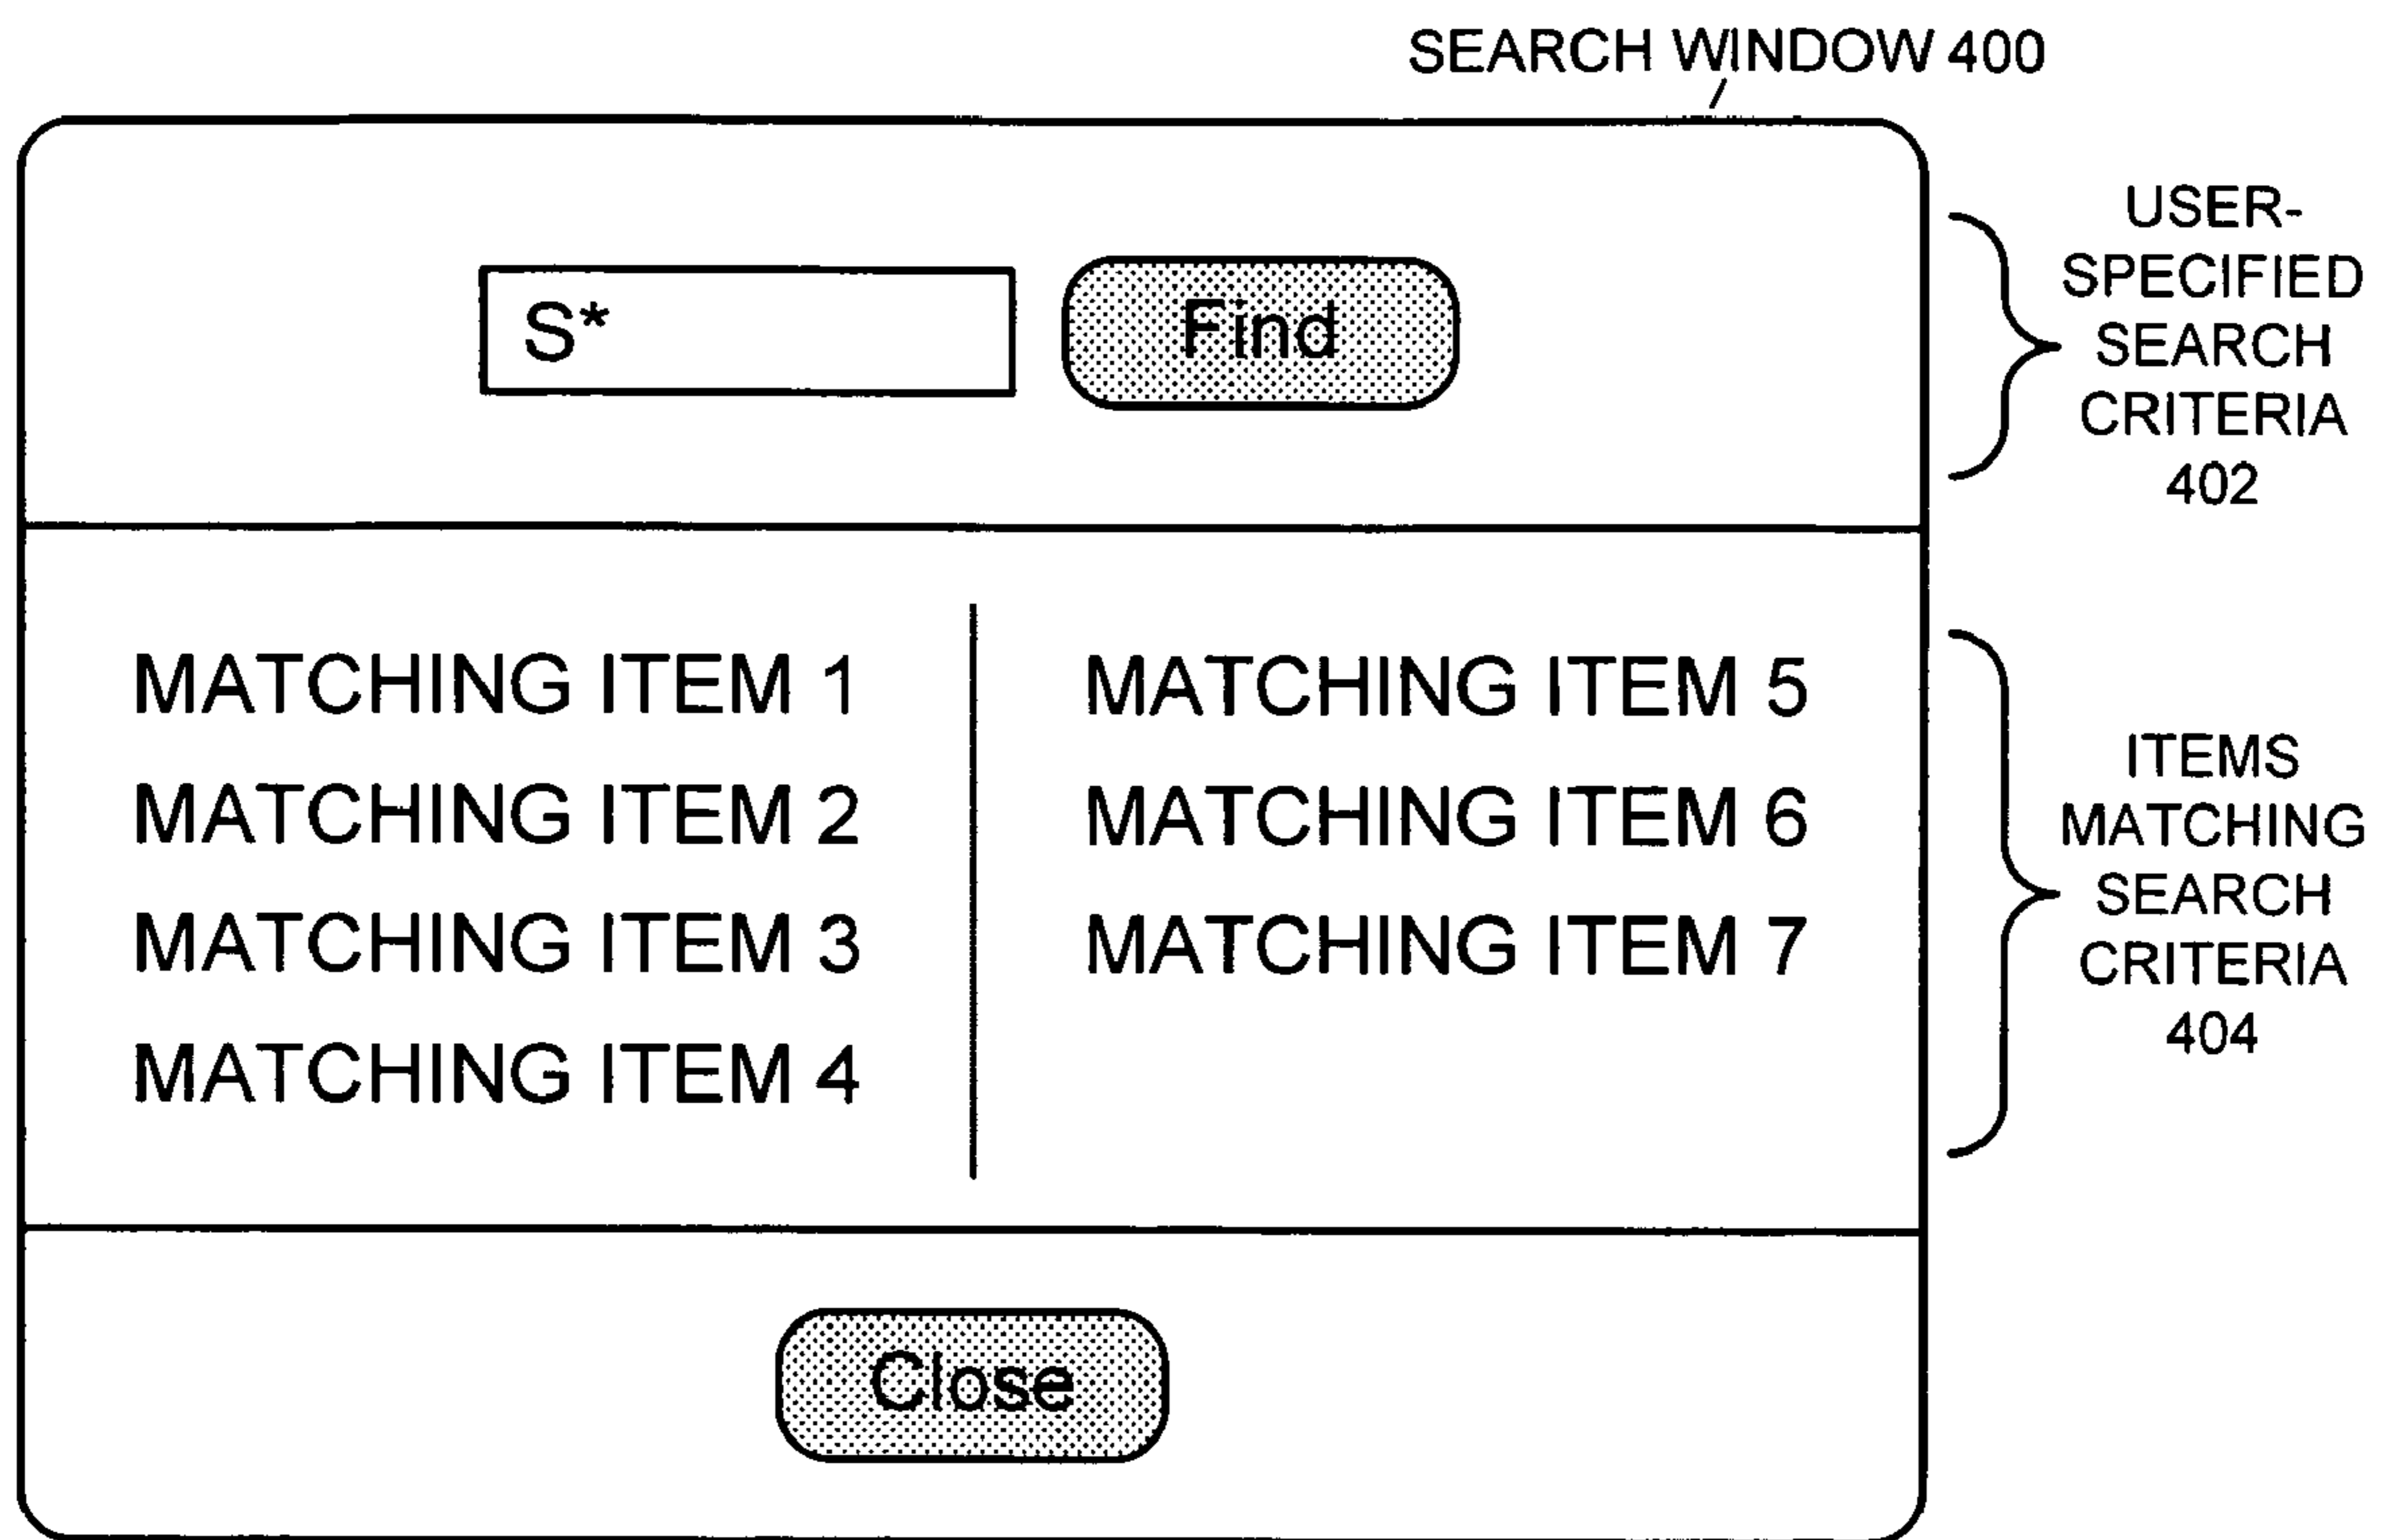 SEARCH WINDOW 400
S*
Find
USER-
SPECIFIED
SEARCH
CRITERIA
402
MATCHING ITEM 1
MATCHING ITEM 2
MATCHING ITEM 3
MATCHING ITEM 4
MATCHING ITEM 5
MATCHING ITEM 6
MATCHING ITEM 7
ITEMS
MATCHING
SEARCH
CRITERIA
404
Close